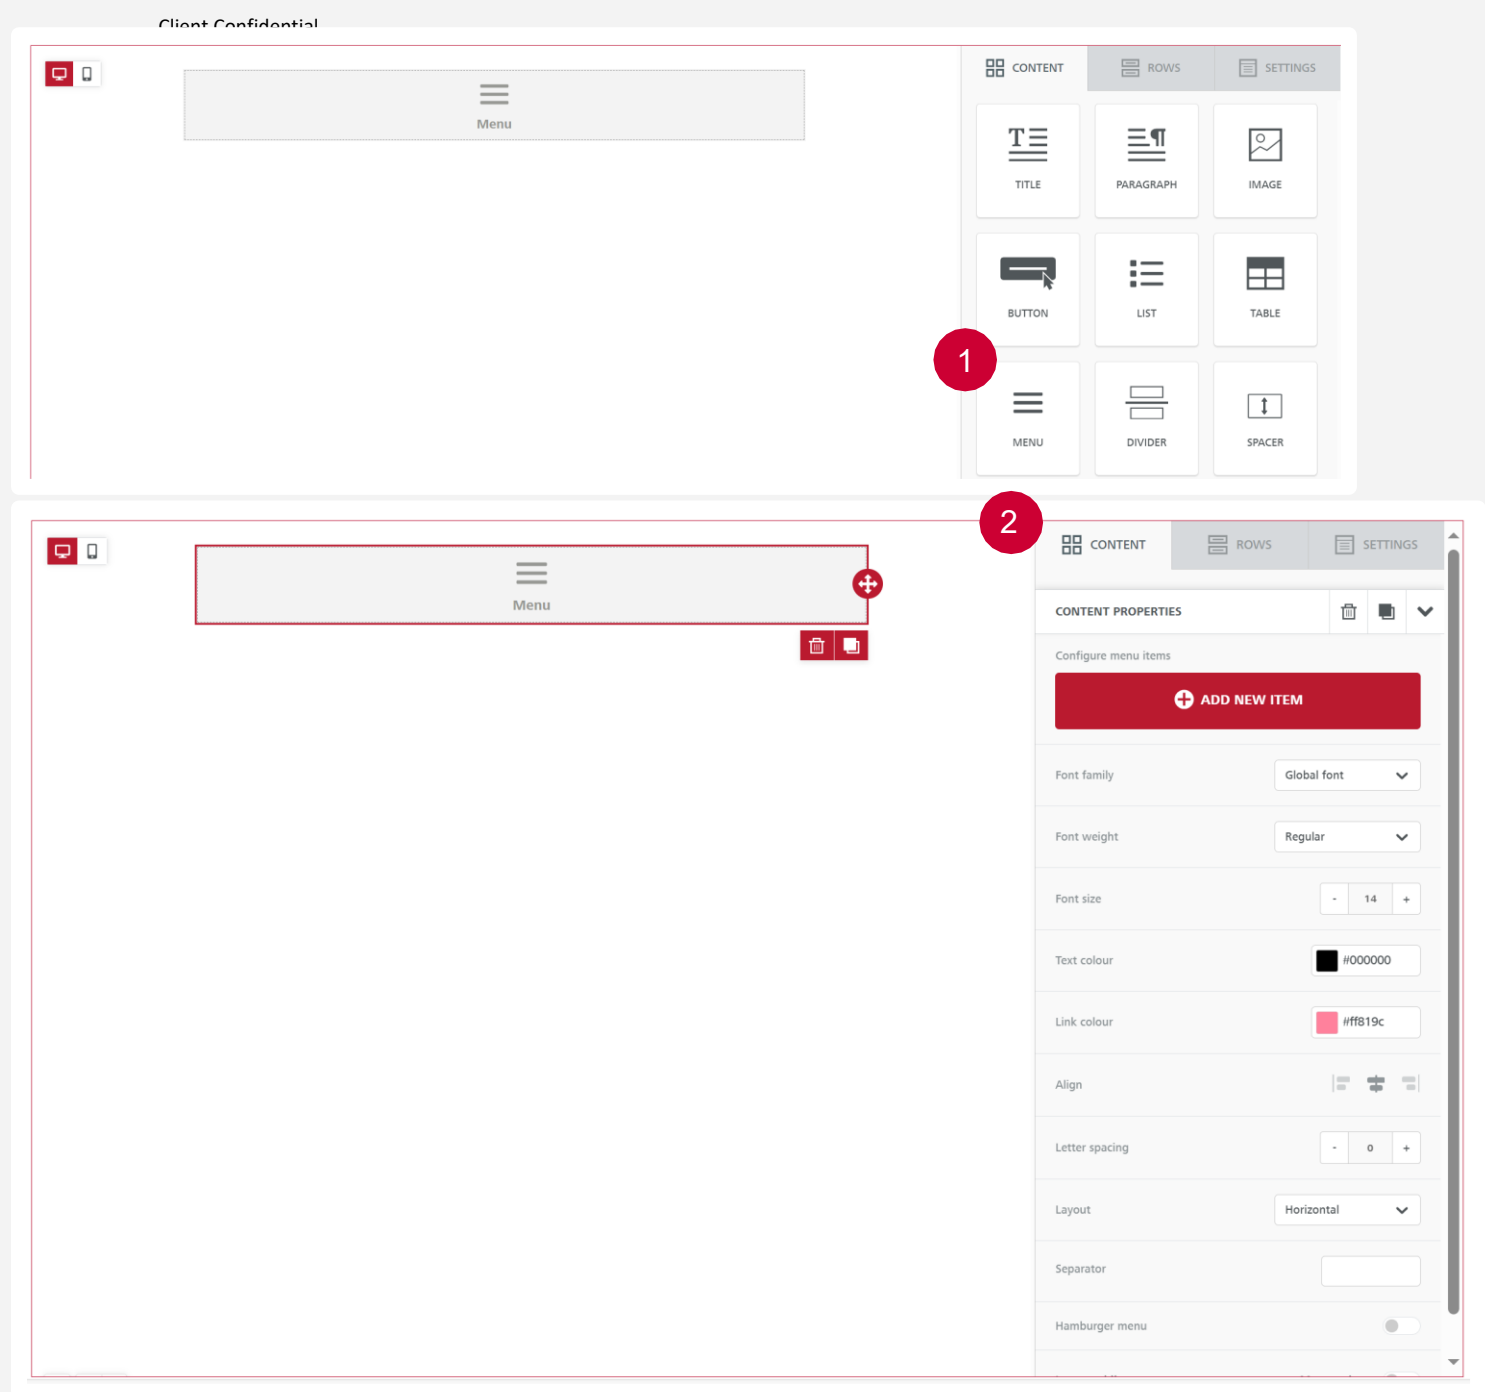 Client Confidential
CONTENT ROWS SETTINGS
Menu
TITLE PARAGRAPH IMAGE
BUTTON LIST TABLE
1
MENU DIVIDER SPACER
2
CONTENT ROWS SETTINGS
Menu
CONTENT PROPERTIES
Configure menu items
ADD NEW ITEM
Font family Global font
Font weight Regular
Font size - 14 +
Text colour #000000
Link colour #ff819c
Align
Letter spacing - 0 +
Layout Horizontal
Separator
Hamburger menu